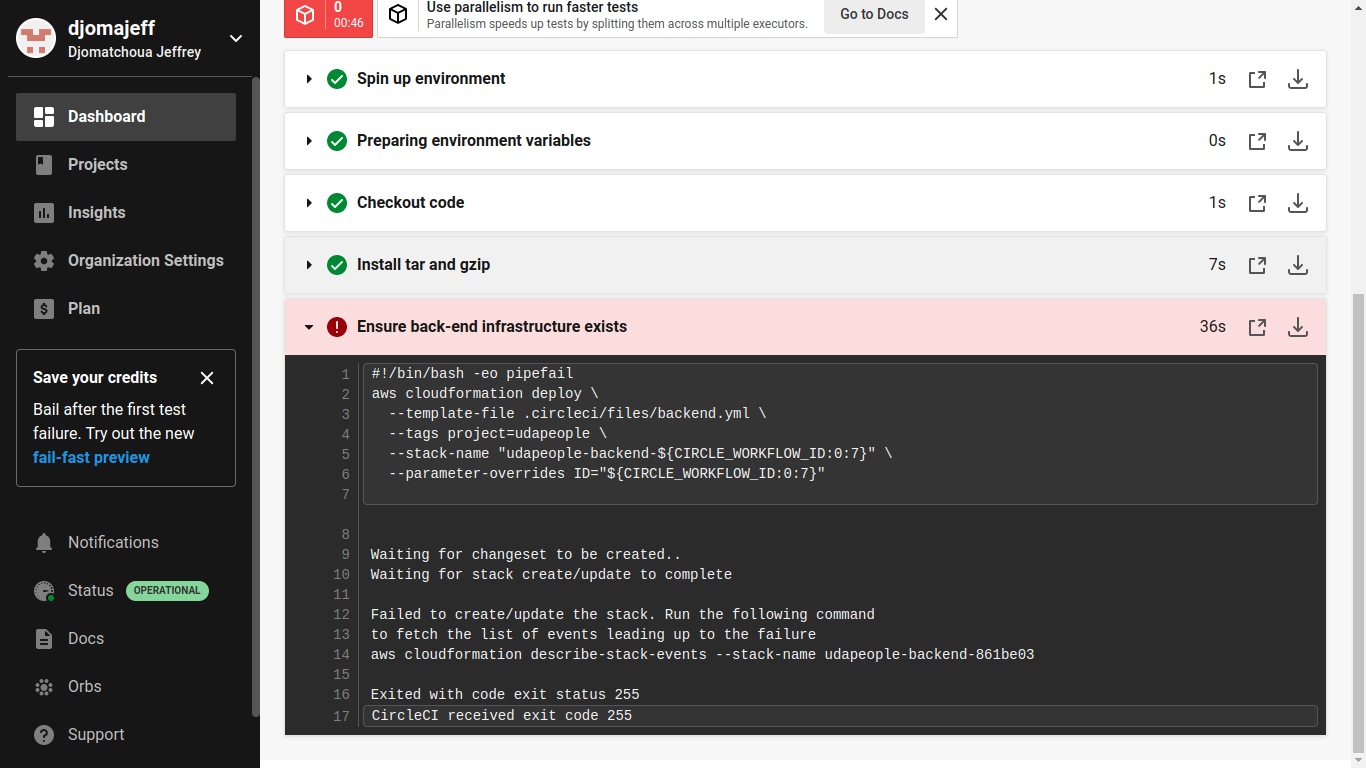 djomajeff
Djomatchoua Jeffrey
Dashboard
Projects
Insights
Organization Settings
Plan
Save your credits
Bail after the first test
failure. Try out the new
fail-fast preview
Notifications
Status OPERATIONAL
Docs
Orbs
Support
0
00:46
Use parallelism to run faster tests
Parallelism speeds up tests by splitting them across multiple executors.
Go to Docs
Spin up environment 1s
Preparing environment variables 0s
Checkout code 1s
Install tar and gzip 7s
Ensure back-end infrastructure exists 36s
1 #!/bin/bash -eo pipefail
2 aws cloudformation deploy \
3 --template-file .circleci/files/backend.yml \
4 --tags project=udapeople \
5 --stack-name "udapeople-backend-${CIRCLE_WORKFLOW_ID:0:7}" \
6 --parameter-overrides ID="${CIRCLE_WORKFLOW_ID:0:7}"
7
8
9 Waiting for changeset to be created..
10 Waiting for stack create/update to complete
11
12 Failed to create/update the stack. Run the following command
13 to fetch the list of events leading up to the failure
14 aws cloudformation describe-stack-events --stack-name udapeople-backend-861be03
15
16 Exited with code exit status 255
17 CircleCI received exit code 255